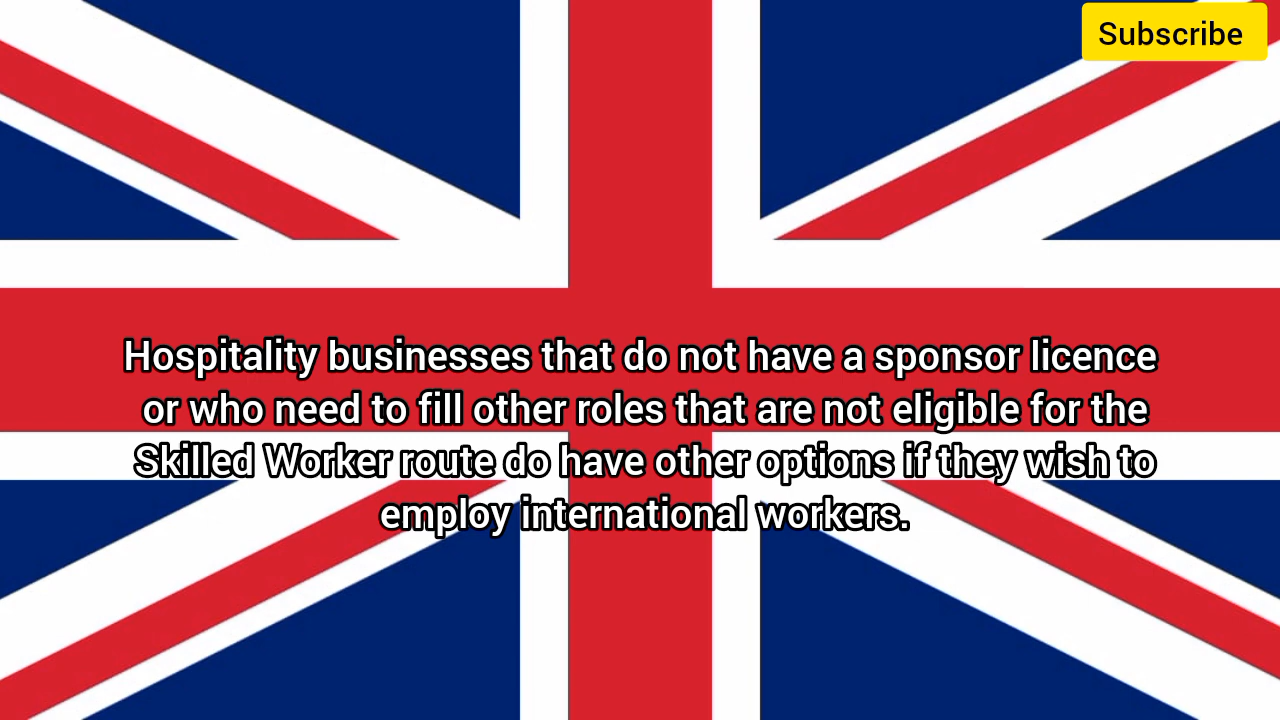 Subscribe
Hospitality businesses that do not have a sponsor licence
or who need to fill other roles that are not eligible for the
Skilled Worker route do have other options if they wish to
employ international workers.